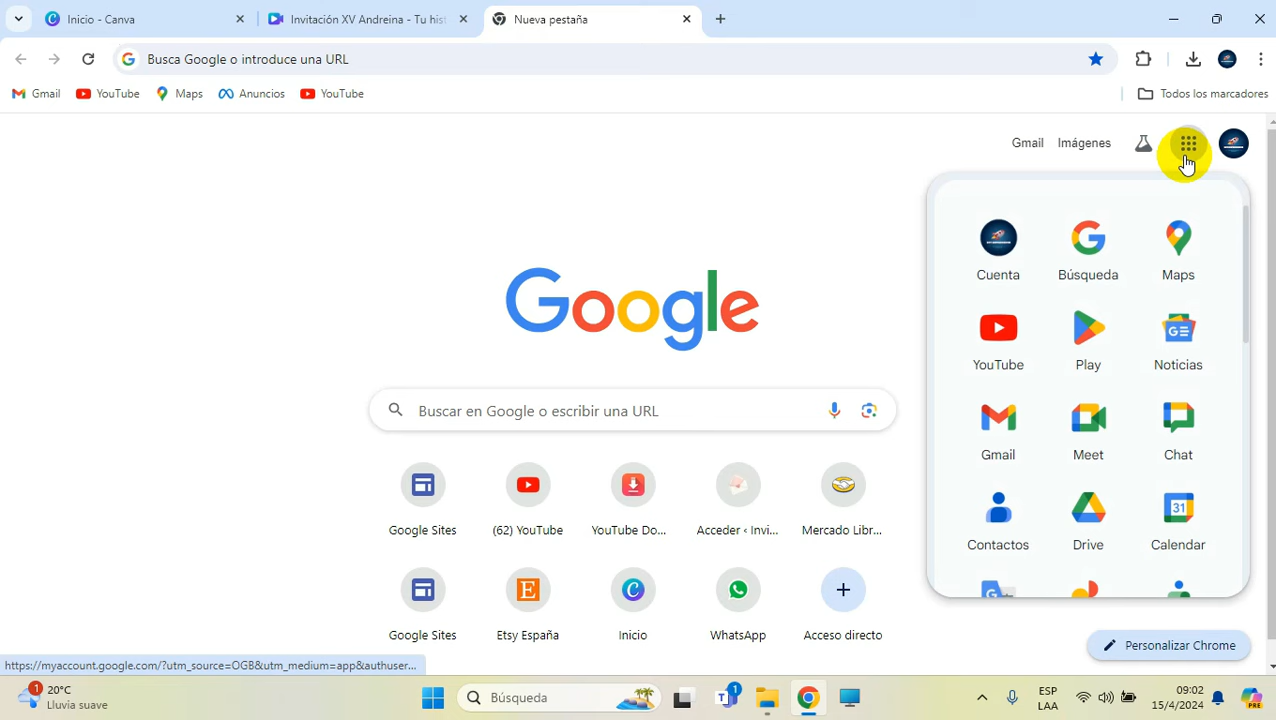 Inicio - Canva
Invitación XV Andreina - Tu hist
Nueva pestaña
Busca Google o introduce una URL
Gmail
YouTube
Maps
Anuncios
YouTube
Todos los marcadores
Gmail
Imágenes
Cuenta
Búsqueda
Maps
YouTube
Play
Noticias
Gmail
Meet
Chat
Contactos
Drive
31
Calendar
Google
Buscar en Google o escribir una URL
Google Sites
(62) YouTube
YouTube Do...
Acceder ‹ Invi...
Mercado Libr...
Google Sites
Etsy España
Inicio
WhatsApp
Acceso directo
Personalizar Chrome
https://myaccount.google.com/?utm_source=OGB&utm_medium=app&authuser...
1
20°C
Lluvia suave
Búsqueda
1
ESP
LAA
09:02
15/4/2024
PRE